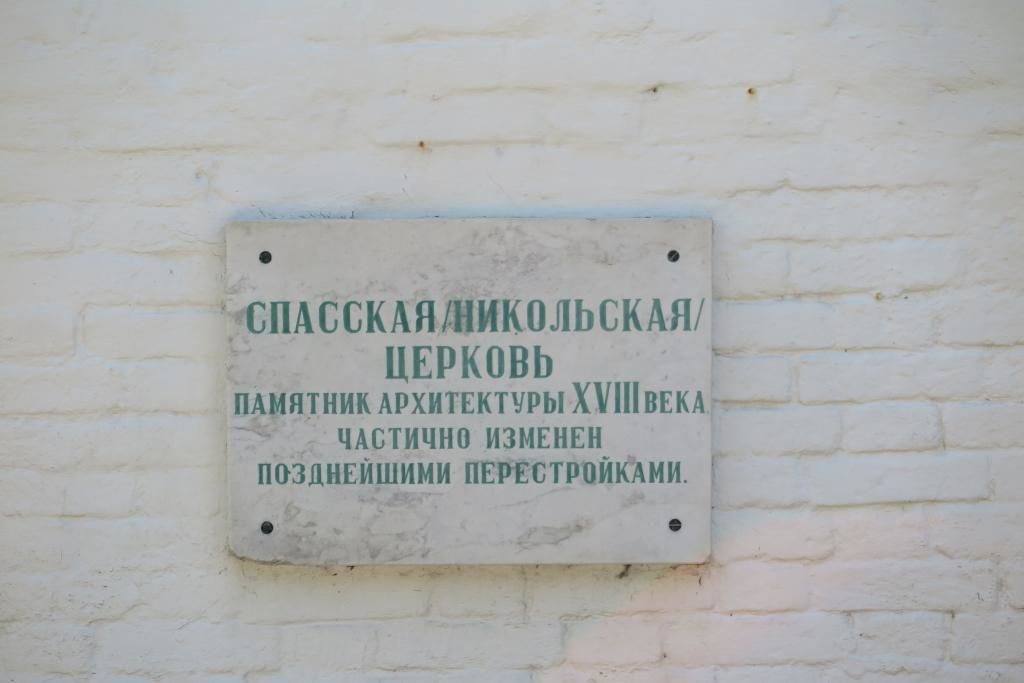 СПАССКАЯ/НИКОЛЬСКАЯ/
ЦЕРКОВЬ
ПАМЯТНИК АРХИТЕКТУРЫ XVIII ВЕКА.
ЧАСТИЧНО ИЗМЕНЕН
ПОЗДНЕЙШИМИ ПЕРЕСТРОЙКАМИ.